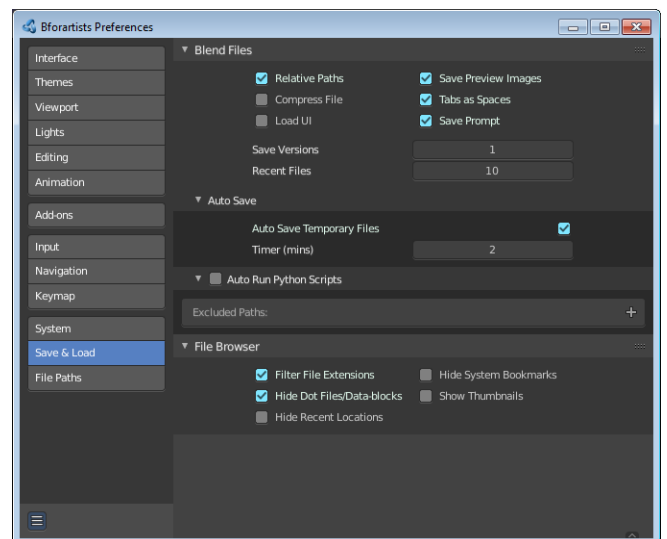 Bforartists Preferences
Interface
Themes
Viewport
Lights
Editing
Animation
Add-ons
Input
Navigation
Keymap
System
Save & Load
File Paths
Blend Files
Relative Paths Save Preview Images
Compress File Tabs as Spaces
Load UI Save Prompt
Save Versions 1
Recent Files 10
Auto Save
Auto Save Temporary Files
Timer (mins) 2
Auto Run Python Scripts
Excluded Paths: +
File Browser
Filter File Extensions Hide System Bookmarks
Hide Dot Files/Data-blocks Show Thumbnails
Hide Recent Locations